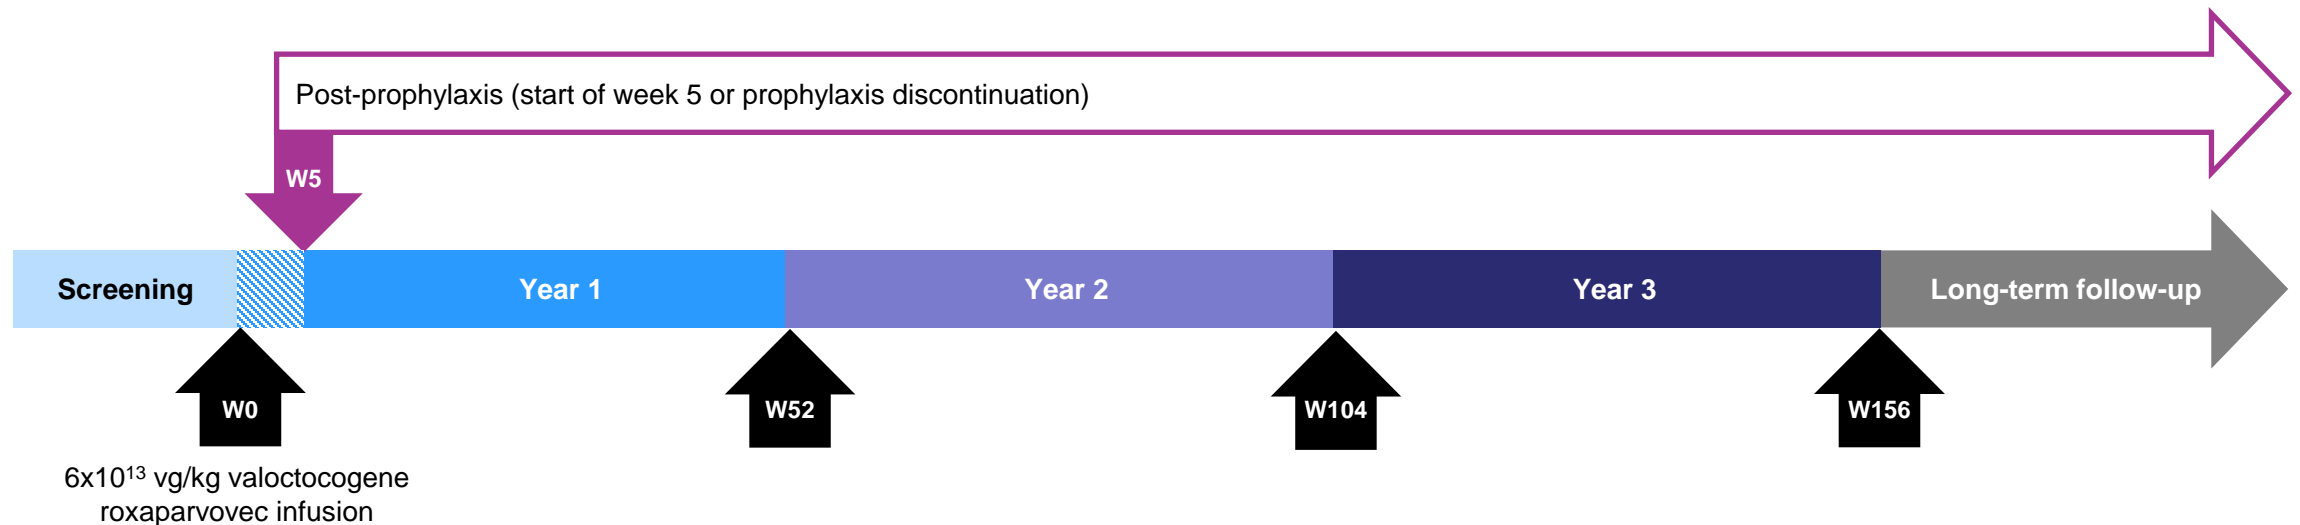 Post-prophylaxis (start of week 5 or prophylaxis discontinuation)
W5
Screening
Year 1
Year 2
Year 3
Long-term follow-up
W0
W52
W104
W156
6x10¹³ vg/kg valoctocogene
roxaparvovec infusion